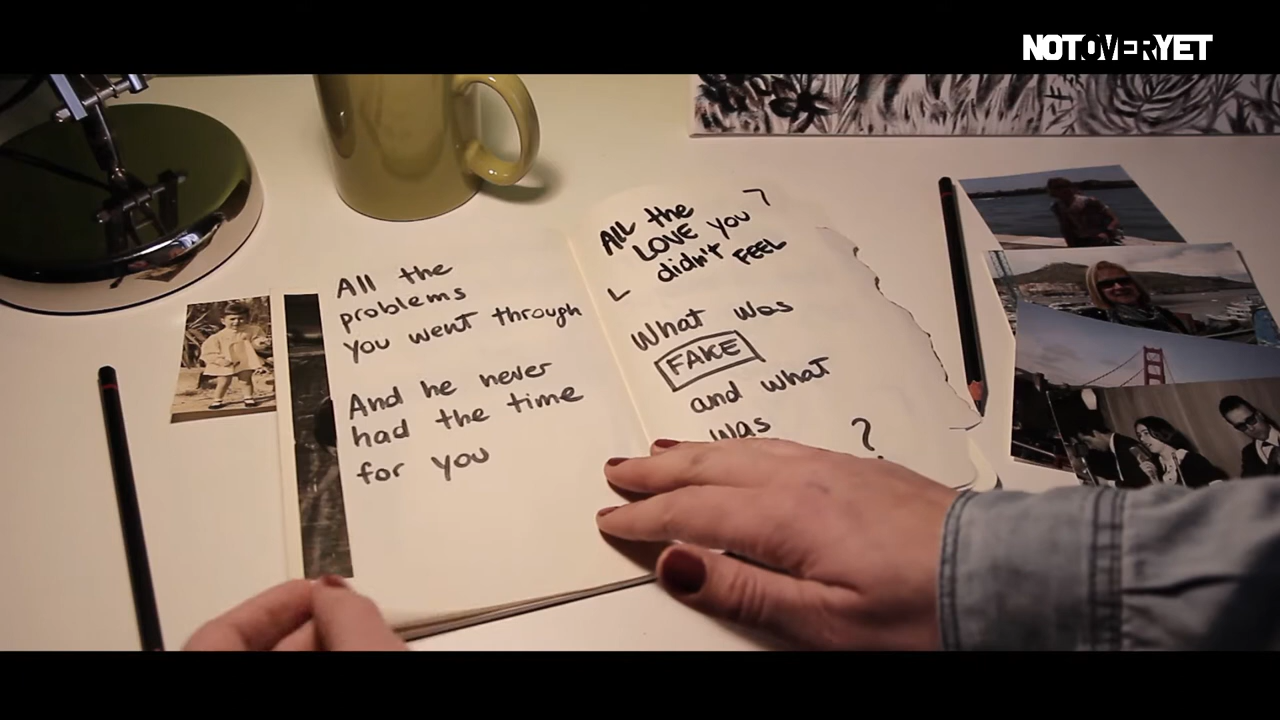 NOTOVERYET
All the
problems
you went through
And he never
had the time
for you
All the
LOVE you
didn't FEEL
What was
FAKE
and what
was
?